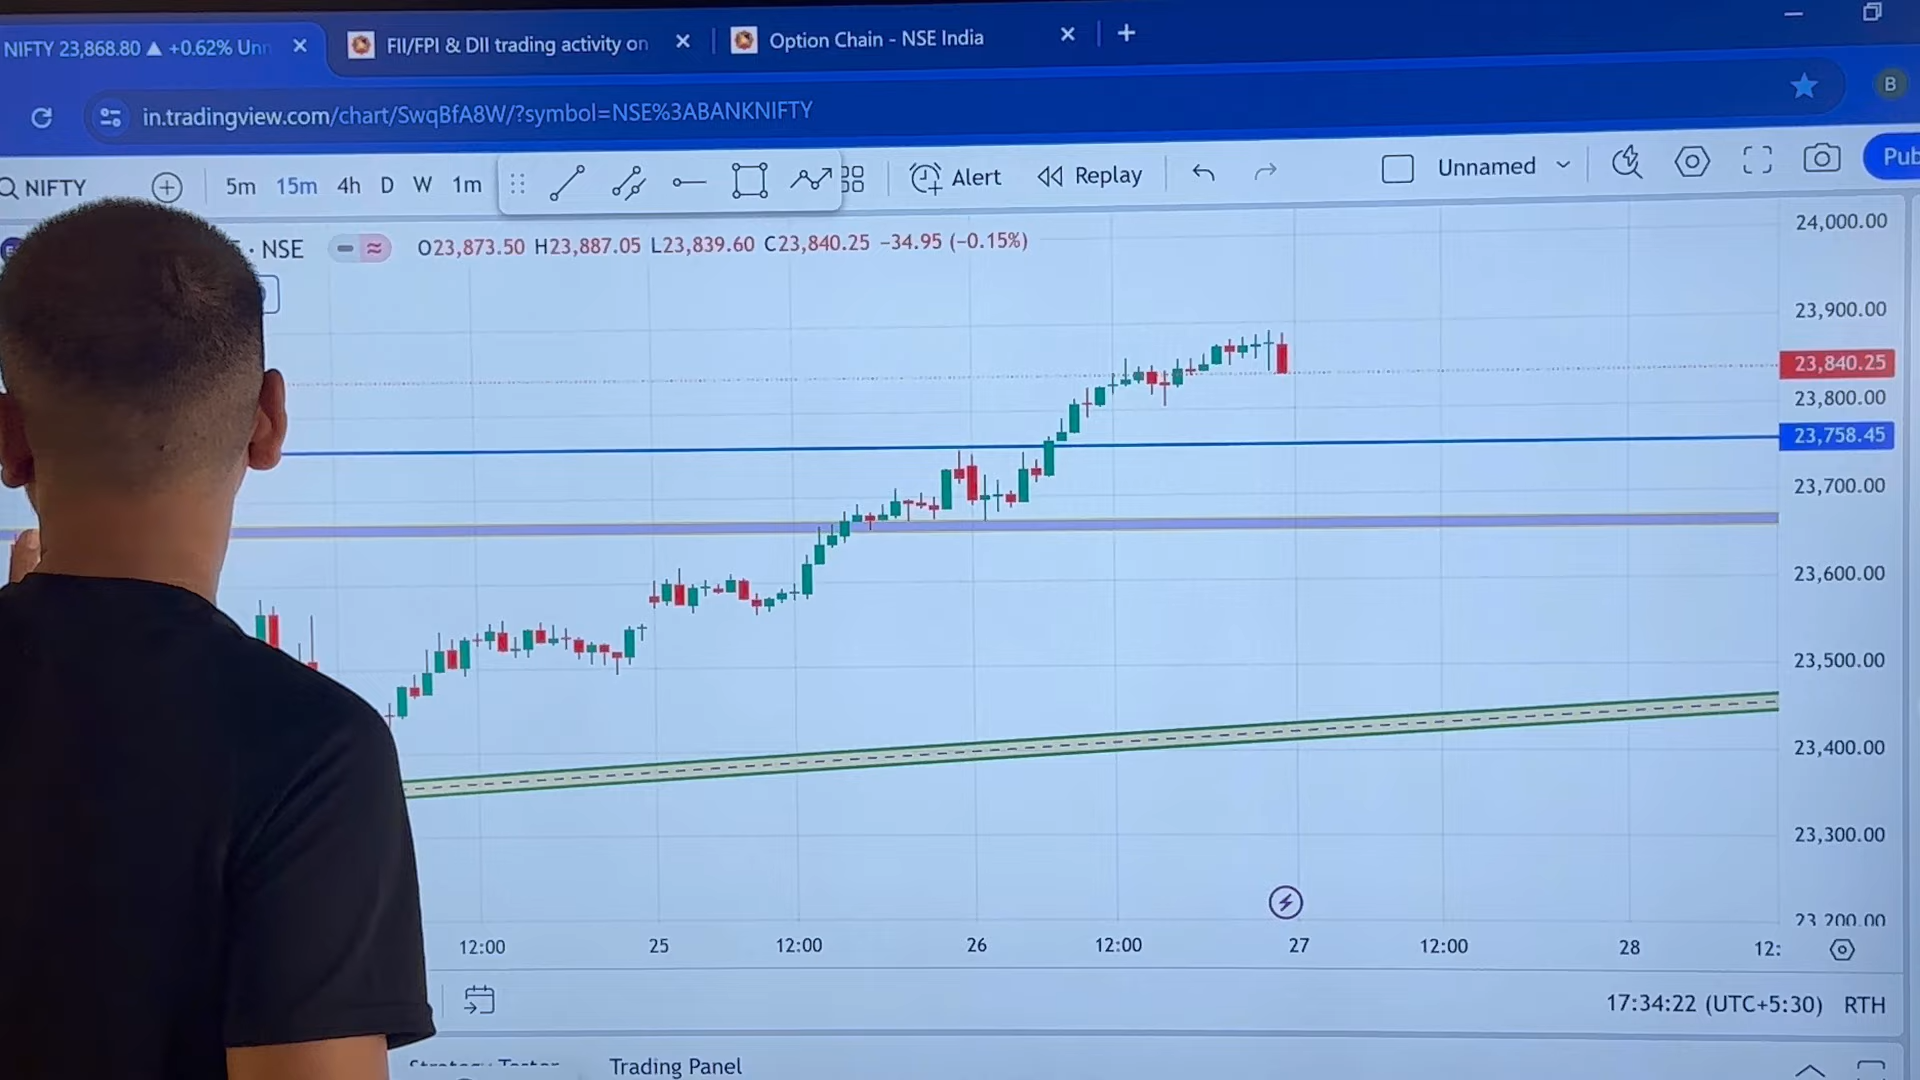 NIFTY 23,868.80 ▲ +0.62% Unn
FII/FPI & DII trading activity on
Option Chain - NSE India
B
in.tradingview.com/chart/SwqBfA8W/?symbol=NSE%3ABANKNIFTY
NIFTY
5m 15m 4h D W 1m
Alert
Replay
Unnamed
Pub
· NSE
O23,873.50 H23,887.05 L23,839.60 C23,840.25 −34.95 (−0.15%)
24,000.00
23,900.00
23,840.25
23,800.00
23,758.45
23,700.00
23,600.00
23,500.00
23,400.00
23,300.00
23,200.00
12:00 25 12:00 26 12:00 27 12:00 28 12:
17:34:22 (UTC+5:30) RTH
Strategy Tester
Trading Panel